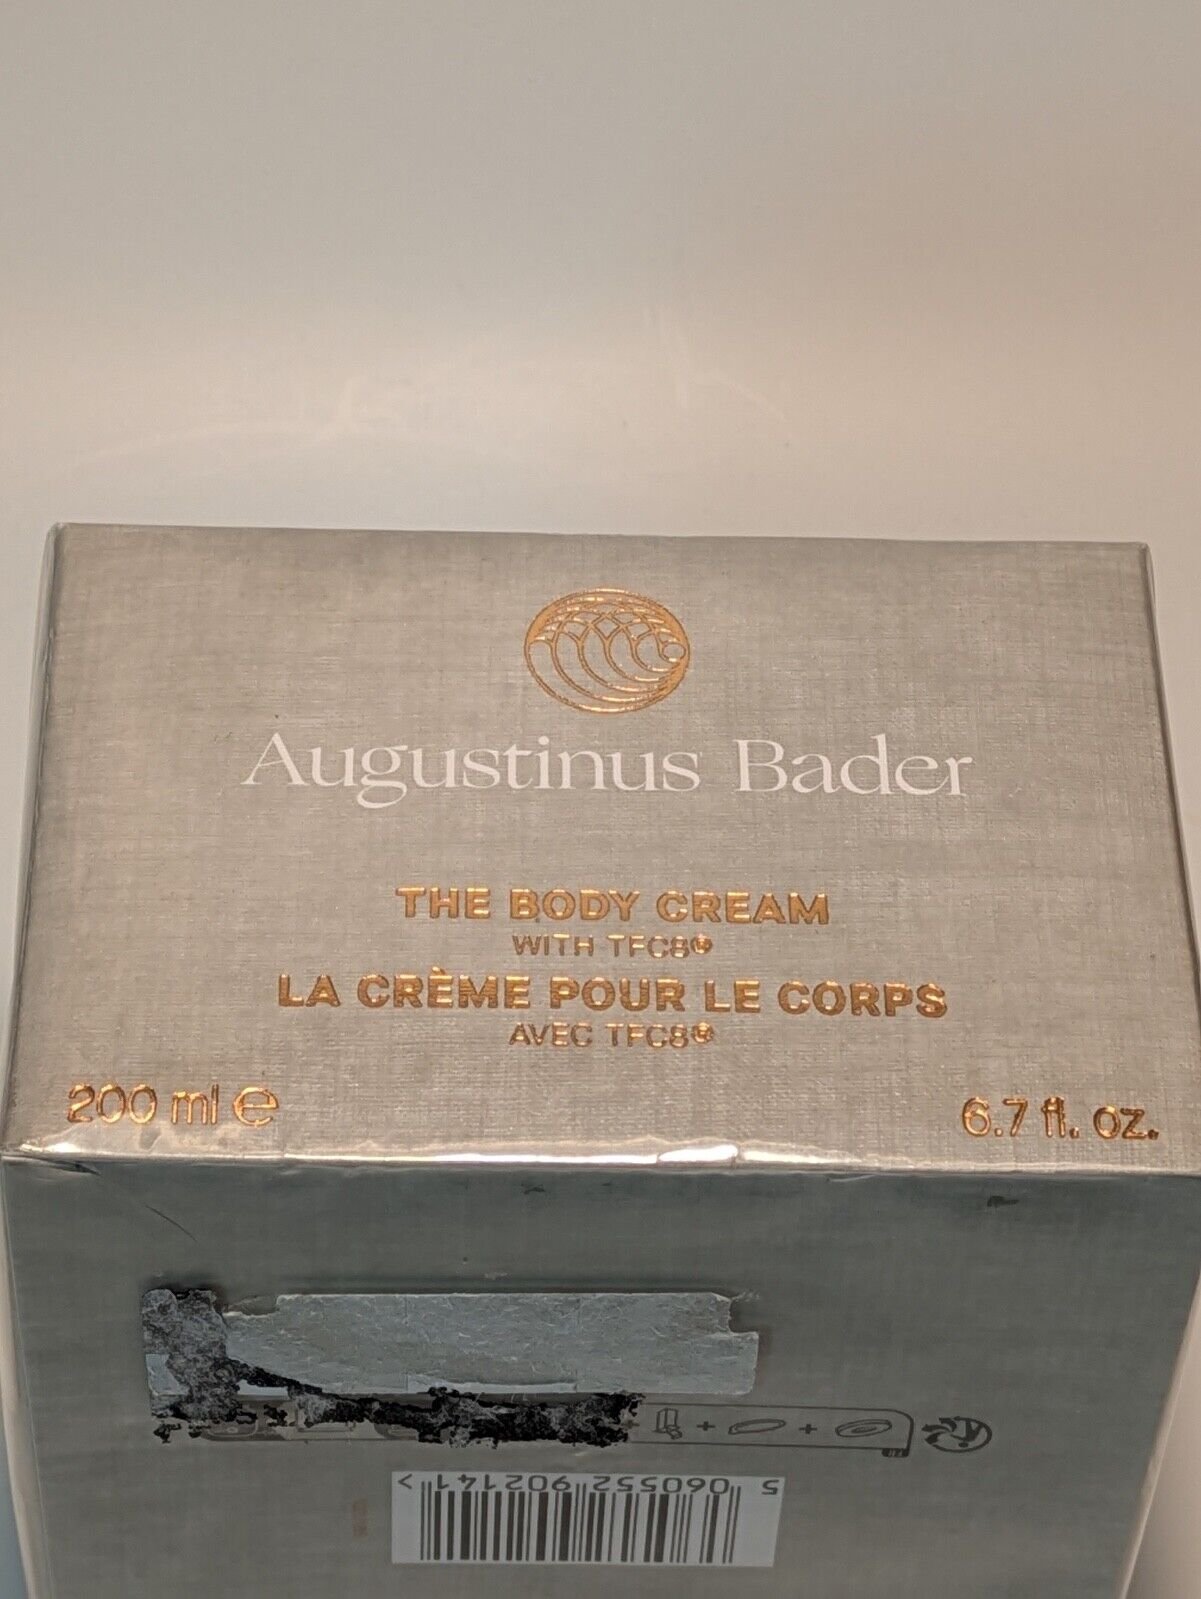 Augustinus Bader
THE BODY CREAM
WITH TFC8®
LA CRÈME POUR LE CORPS
AVEC TFC8®
200 ml ℮
6.7 fl. oz.
FR
5 060552 902141 >